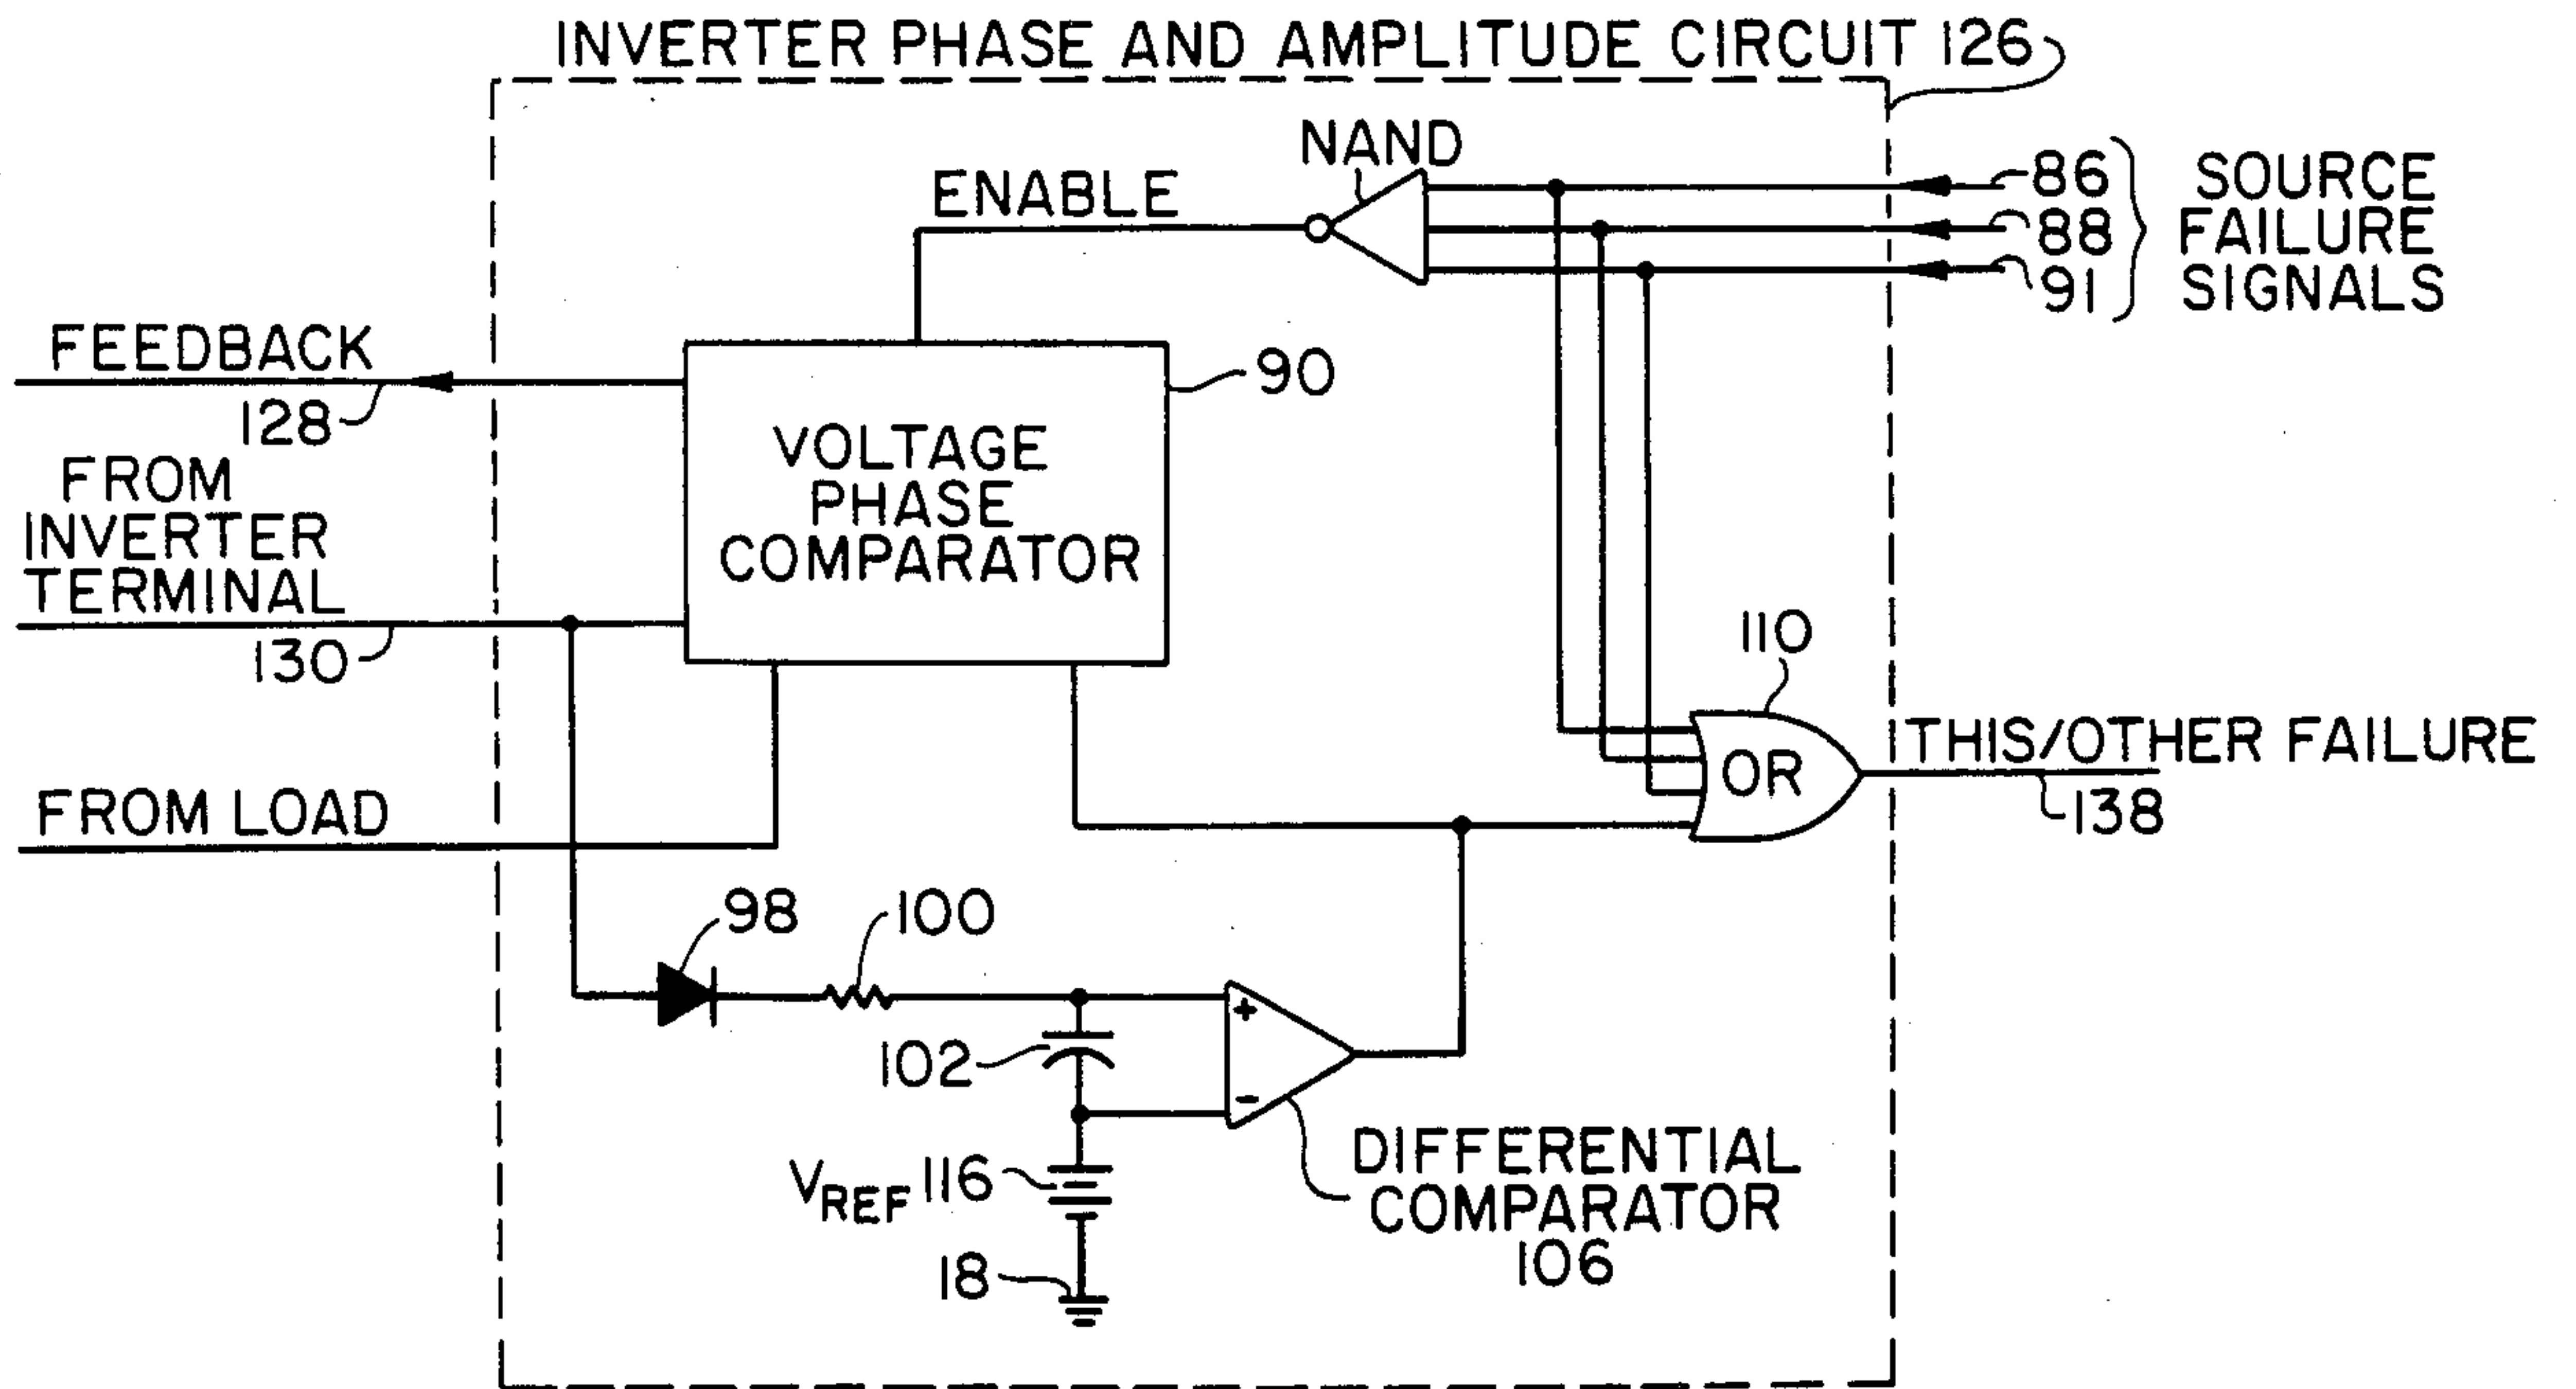 INVERTER PHASE AND AMPLITUDE CIRCUIT 126
NAND
ENABLE
86
88
91
SOURCE
FAILURE
SIGNALS
FEEDBACK
128
90
VOLTAGE
PHASE
COMPARATOR
FROM
INVERTER
TERMINAL
130
110
OR
THIS/OTHER FAILURE
138
FROM LOAD
98
100
102
+
-
VREF 116
18
DIFFERENTIAL
COMPARATOR
106